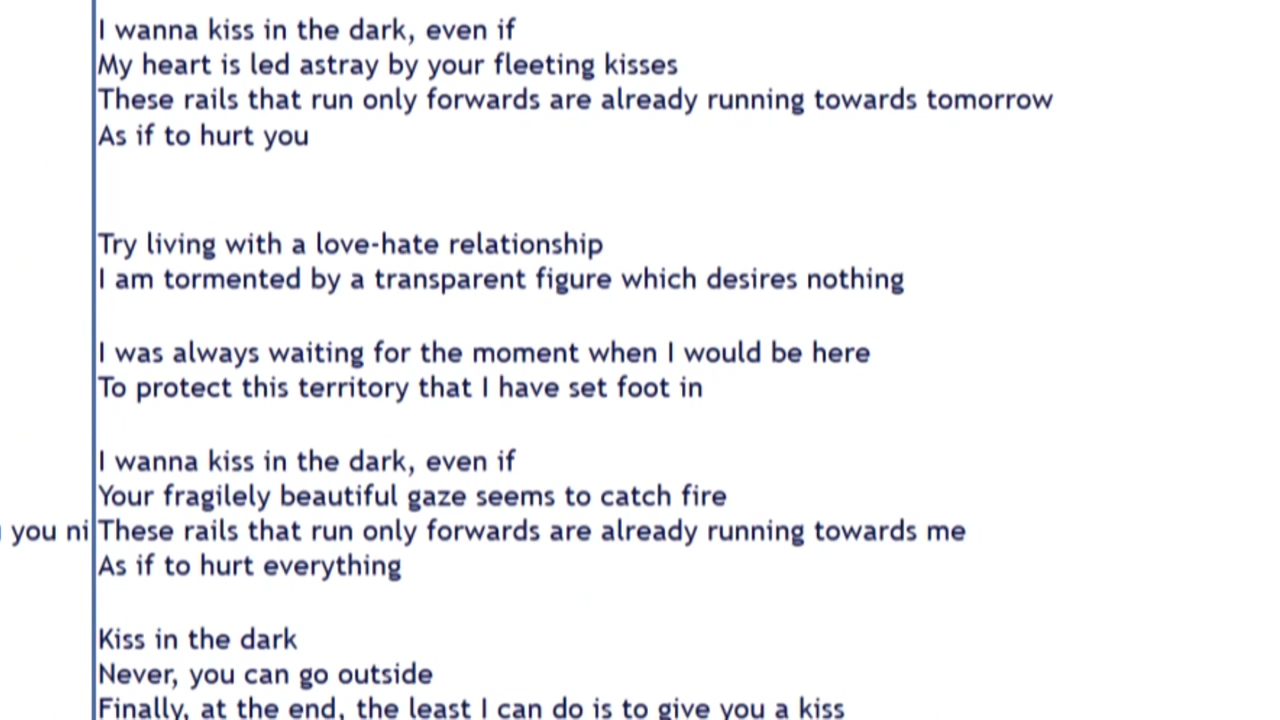 I wanna kiss in the dark, even if
My heart is led astray by your fleeting kisses
These rails that run only forwards are already running towards tomorrow
As if to hurt you
Try living with a love-hate relationship
I am tormented by a transparent figure which desires nothing
I was always waiting for the moment when I would be here
To protect this territory that I have set foot in
I wanna kiss in the dark, even if
Your fragilely beautiful gaze seems to catch fire
you ni These rails that run only forwards are already running towards me
As if to hurt everything
Kiss in the dark
Never, you can go outside
Finally, at the end, the least I can do is to give you a kiss